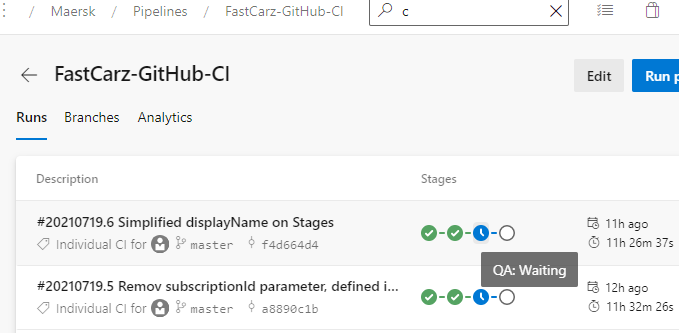 / Maersk / Pipelines / FastCarz-GitHub-CI c
FastCarz-GitHub-CI Edit Run p
Runs Branches Analytics
Description Stages
#20210719.6 Simplified displayName on Stages 11h ago
Individual CI for master f4d664d4 11h 26m 37s
QA: Waiting
#20210719.5 Remov subscriptionId parameter, defined i... 12h ago
Individual CI for master a8890c1b 11h 32m 26s